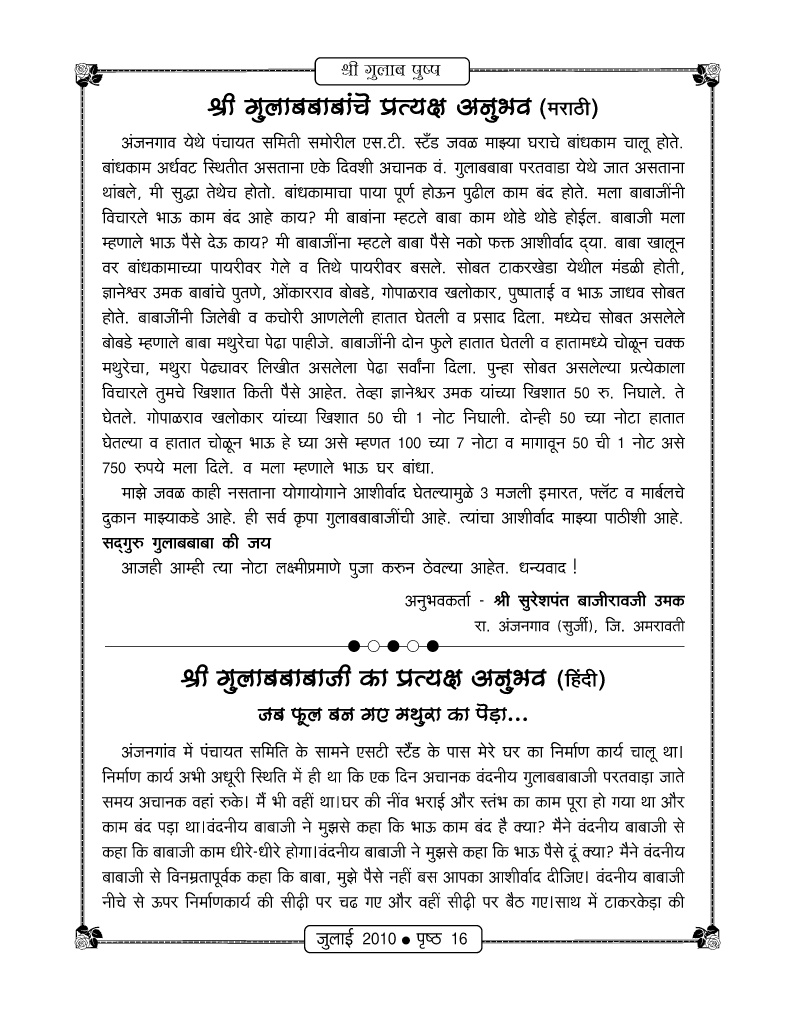 श्री गुलाब पुष्प
श्री गुलाबबाबांचे प्रत्यक्ष अनुभव (मराठी)
अंजनगाव येथे पंचायत समिती समोरील एस.टी. स्टँड जवळ माझ्या घराचे बांधकाम चालू होते.
बांधकाम अर्धवट स्थितीत असताना एके दिवशी अचानक वं. गुलाबबाबा परतवाडा येथे जात असताना
थांबले, मी सुद्धा तेथेच होतो. बांधकामाचा पाया पूर्ण होऊन पुढील काम बंद होते. मला बाबाजींनी
विचारले भाऊ काम बंद आहे काय? मी बाबांना म्हटले बाबा काम थोडे थोडे होईल. बाबाजी मला
म्हणाले भाऊ पैसे देऊ काय? मी बाबाजींना म्हटले बाबा पैसे नको फक्त आशीर्वाद द्‌या. बाबा खालून
वर बांधकामाच्या पायरीवर गेले व तिथे पायरीवर बसले. सोबत टाकरखेडा येथील मंडळी होती,
ज्ञानेश्वर उमक बाबांचे पुतणे, ओंकारराव बोबडे, गोपाळराव खलोकार, पुष्पाताई व भाऊ जाधव सोबत
होते. बाबाजींनी जिलेबी व कचोरी आणलेली हातात घेतली व प्रसाद दिला. मध्येच सोबत असलेले
बोबडे म्हणाले बाबा मथुरेचा पेढा पाहीजे. बाबाजींनी दोन फुले हातात घेतली व हातामध्ये चोळून चक्क
मथुरेचा, मथुरा पेढ्यावर लिखीत असलेला पेढा सर्वांना दिला. पुन्हा सोबत असलेल्या प्रत्येकाला
विचारले तुमचे खिशात किती पैसे आहेत. तेव्हा ज्ञानेश्वर उमक यांच्या खिशात 50 रु. निघाले. ते
घेतले. गोपाळराव खलोकार यांच्या खिशात 50 ची 1 नोट निघाली. दोन्ही 50 च्या नोटा हातात
घेतल्या व हातात चोळून भाऊ हे घ्या असे म्हणत 100 च्या 7 नोटा व मागावून 50 ची 1 नोट असे
750 रुपये मला दिले. व मला म्हणाले भाऊ घर बांधा.
माझे जवळ काही नसताना योगायोगाने आशीर्वाद घेतल्यामुळे 3 मजली इमारत, फ्लॅट व मार्बलचे
दुकान माझ्याकडे आहे. ही सर्व कृपा गुलाबबाबाजींची आहे. त्यांचा आशीर्वाद माझ्या पाठीशी आहे.
सद्‌गुरु गुलाबबाबा की जय
आजही आम्ही त्या नोटा लक्ष्मीप्रमाणे पुजा करुन ठेवल्या आहेत. धन्यवाद !
अनुभवकर्ता - श्री सुरेशपंत बाजीरावजी उमक
रा. अंजनगाव (सुर्जी), जि. अमरावती
श्री गुलाबबाबाजी का प्रत्यक्ष अनुभव (हिंदी)
जब फूल बन गए मथुरा का पेड़ा...
अंजनगांव में पंचायत समिति के सामने एसटी स्टैंड के पास मेरे घर का निर्माण कार्य चालू था।
निर्माण कार्य अभी अधूरी स्थिति में ही था कि एक दिन अचानक वंदनीय गुलाबबाबाजी परतवाड़ा जाते
समय अचानक वहां रुके। मैं भी वहीं था।घर की नींव भराई और स्तंभ का काम पूरा हो गया था और
काम बंद पड़ा था।वंदनीय बाबाजी ने मुझसे कहा कि भाऊ काम बंद है क्या? मैने वंदनीय बाबाजी से
कहा कि बाबाजी काम धीरे-धीरे होगा।वंदनीय बाबाजी ने मुझसे कहा कि भाऊ पैसे दूं क्या? मैने वंदनीय
बाबाजी से विनम्रतापूर्वक कहा कि बाबा, मुझे पैसे नहीं बस आपका आशीर्वाद दीजिए। वंदनीय बाबाजी
नीचे से ऊपर निर्माणकार्य की सीढ़ी पर चढ गए और वहीं सीढ़ी पर बैठ गए।साथ में टाकरकेड़ा की
जुलाई 2010 ● पृष्ठ 16